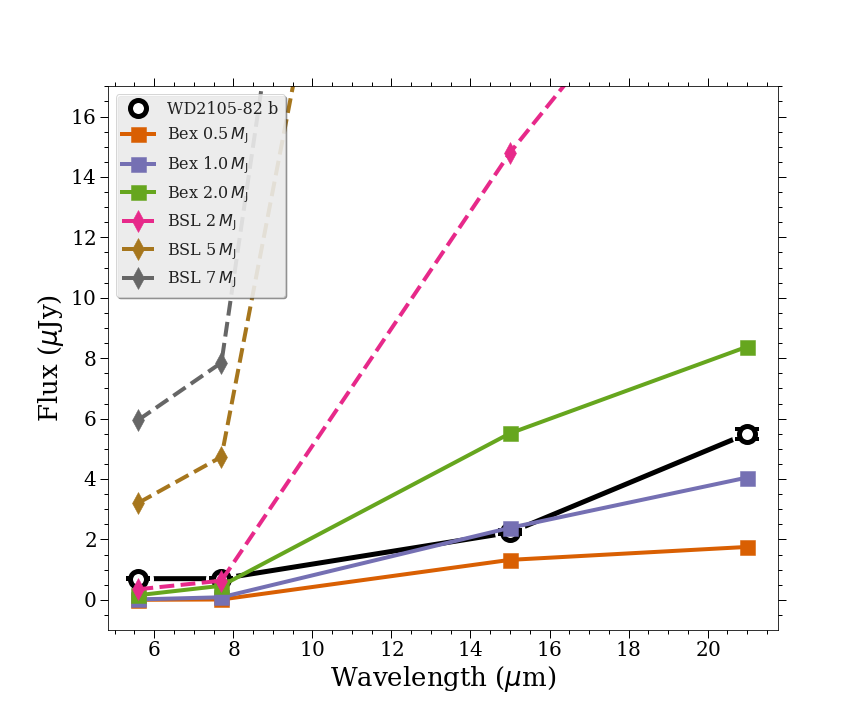 WD2105-82 b
Bex 0.5 M_J
Bex 1.0 M_J
Bex 2.0 M_J
BSL 2 M_J
BSL 5 M_J
BSL 7 M_J
16
14
12
10
8
6
4
2
0
Flux (μJy)
6 8 10 12 14 16 18 20
Wavelength (μm)